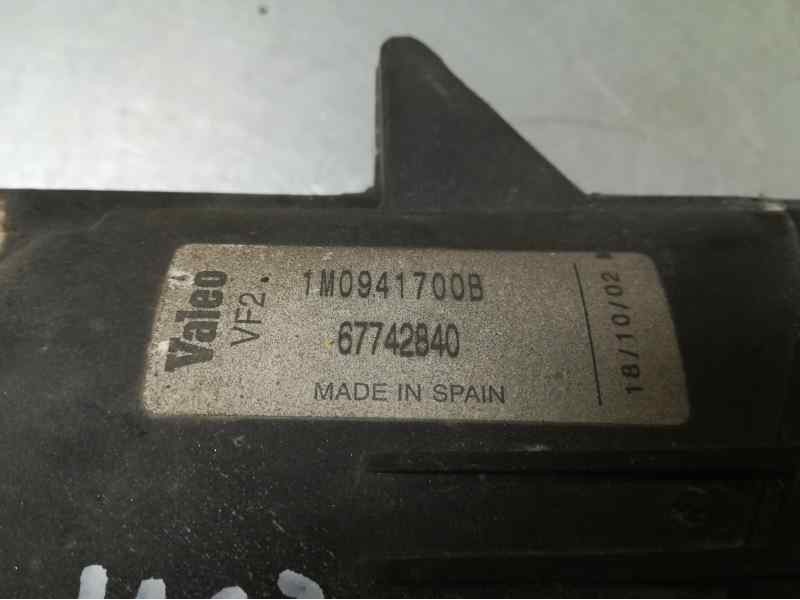 Valeo
VF2.
1M0941700B
67742840
MADE IN SPAIN
18/10/02